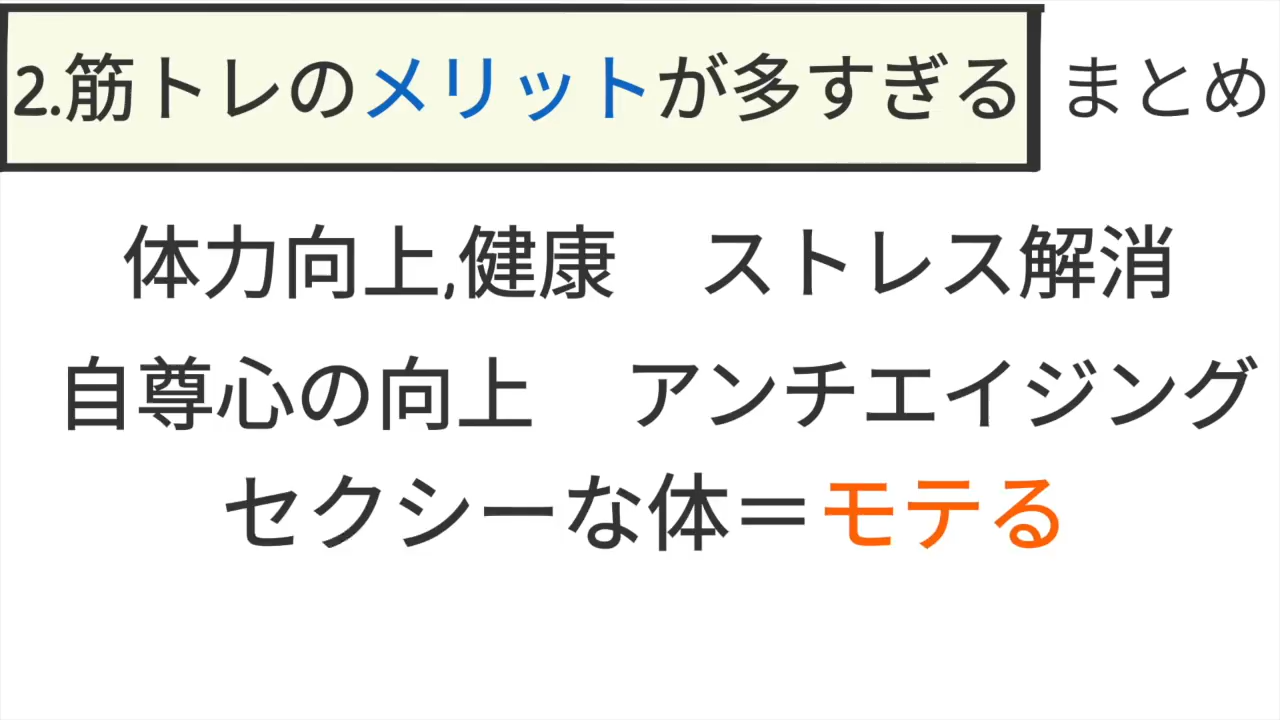 2.筋トレのメリットが多すぎる まとめ
体力向上,健康 ストレス解消
自尊心の向上 アンチエイジング
セクシーな体＝モテる